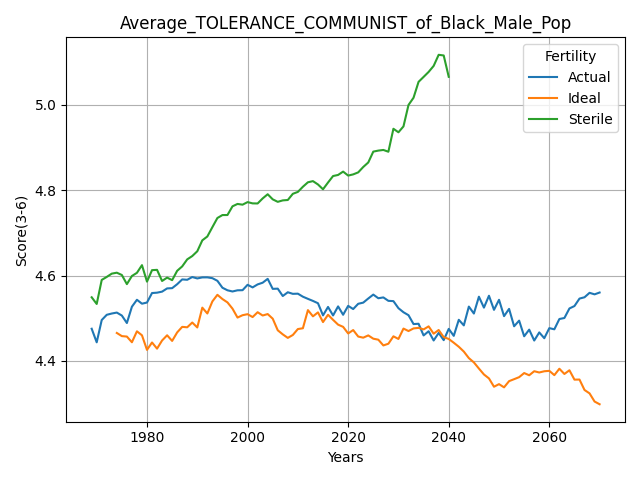 Average_TOLERANCE_COMMUNIST_of_Black_Male_Pop
Fertility
Actual
Ideal
Sterile
Score(3-6)
5.0
4.8
4.6
4.4
1980
2000
2020
2040
2060
Years